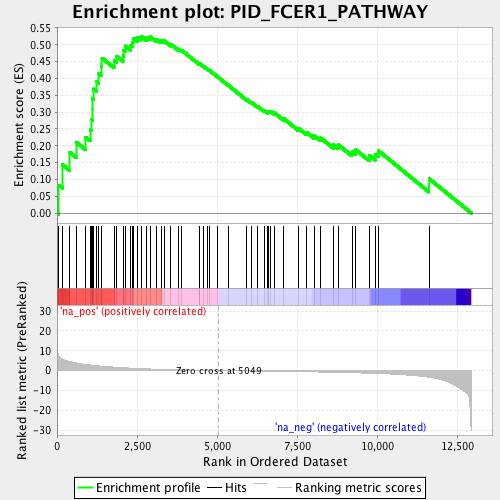 Enrichment plot: PID_FCER1_PATHWAY
Enrichment score (ES)
0.55
0.50
0.45
0.40
0.35
0.30
0.25
0.20
0.15
0.10
0.05
0.00
'na_pos' (positively correlated)
Ranked list metric (PreRanked)
30
20
10
0
-10
-20
-30
Zero cross at 5049
'na_neg' (negatively correlated)
0
2,500
5,000
7,500
10,000
12,500
Rank in Ordered Dataset
Enrichment profile
Hits
Ranking metric scores